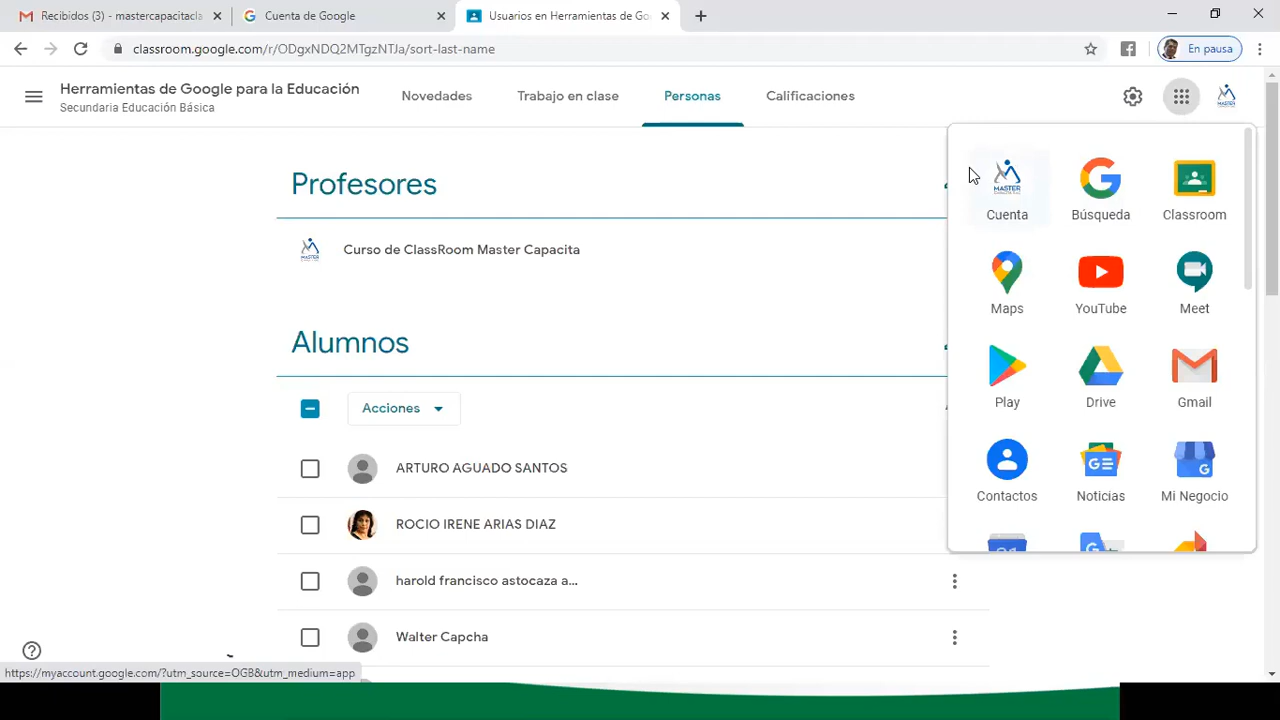 Recibidos (3) - mastercapacitacla
Cuenta de Google
Usuarios en Herramientas de Go
classroom.google.com/r/ODgxNDQ2MTgzNTJa/sort-last-name
En pausa
Herramientas de Google para la Educación
Secundaria Educación Básica
Novedades
Trabajo en clase
Personas
Calificaciones
Profesores
Curso de ClassRoom Master Capacita
Alumnos
Acciones
ARTURO AGUADO SANTOS
ROCIO IRENE ARIAS DIAZ
harold francisco astocaza a...
Walter Capcha
MASTER
Cuenta
Búsqueda
Classroom
Maps
YouTube
Meet
Play
Drive
Gmail
Contactos
Noticias
Mi Negocio
https://myaccount.google.com/?utm_source=OGB&utm_medium=app